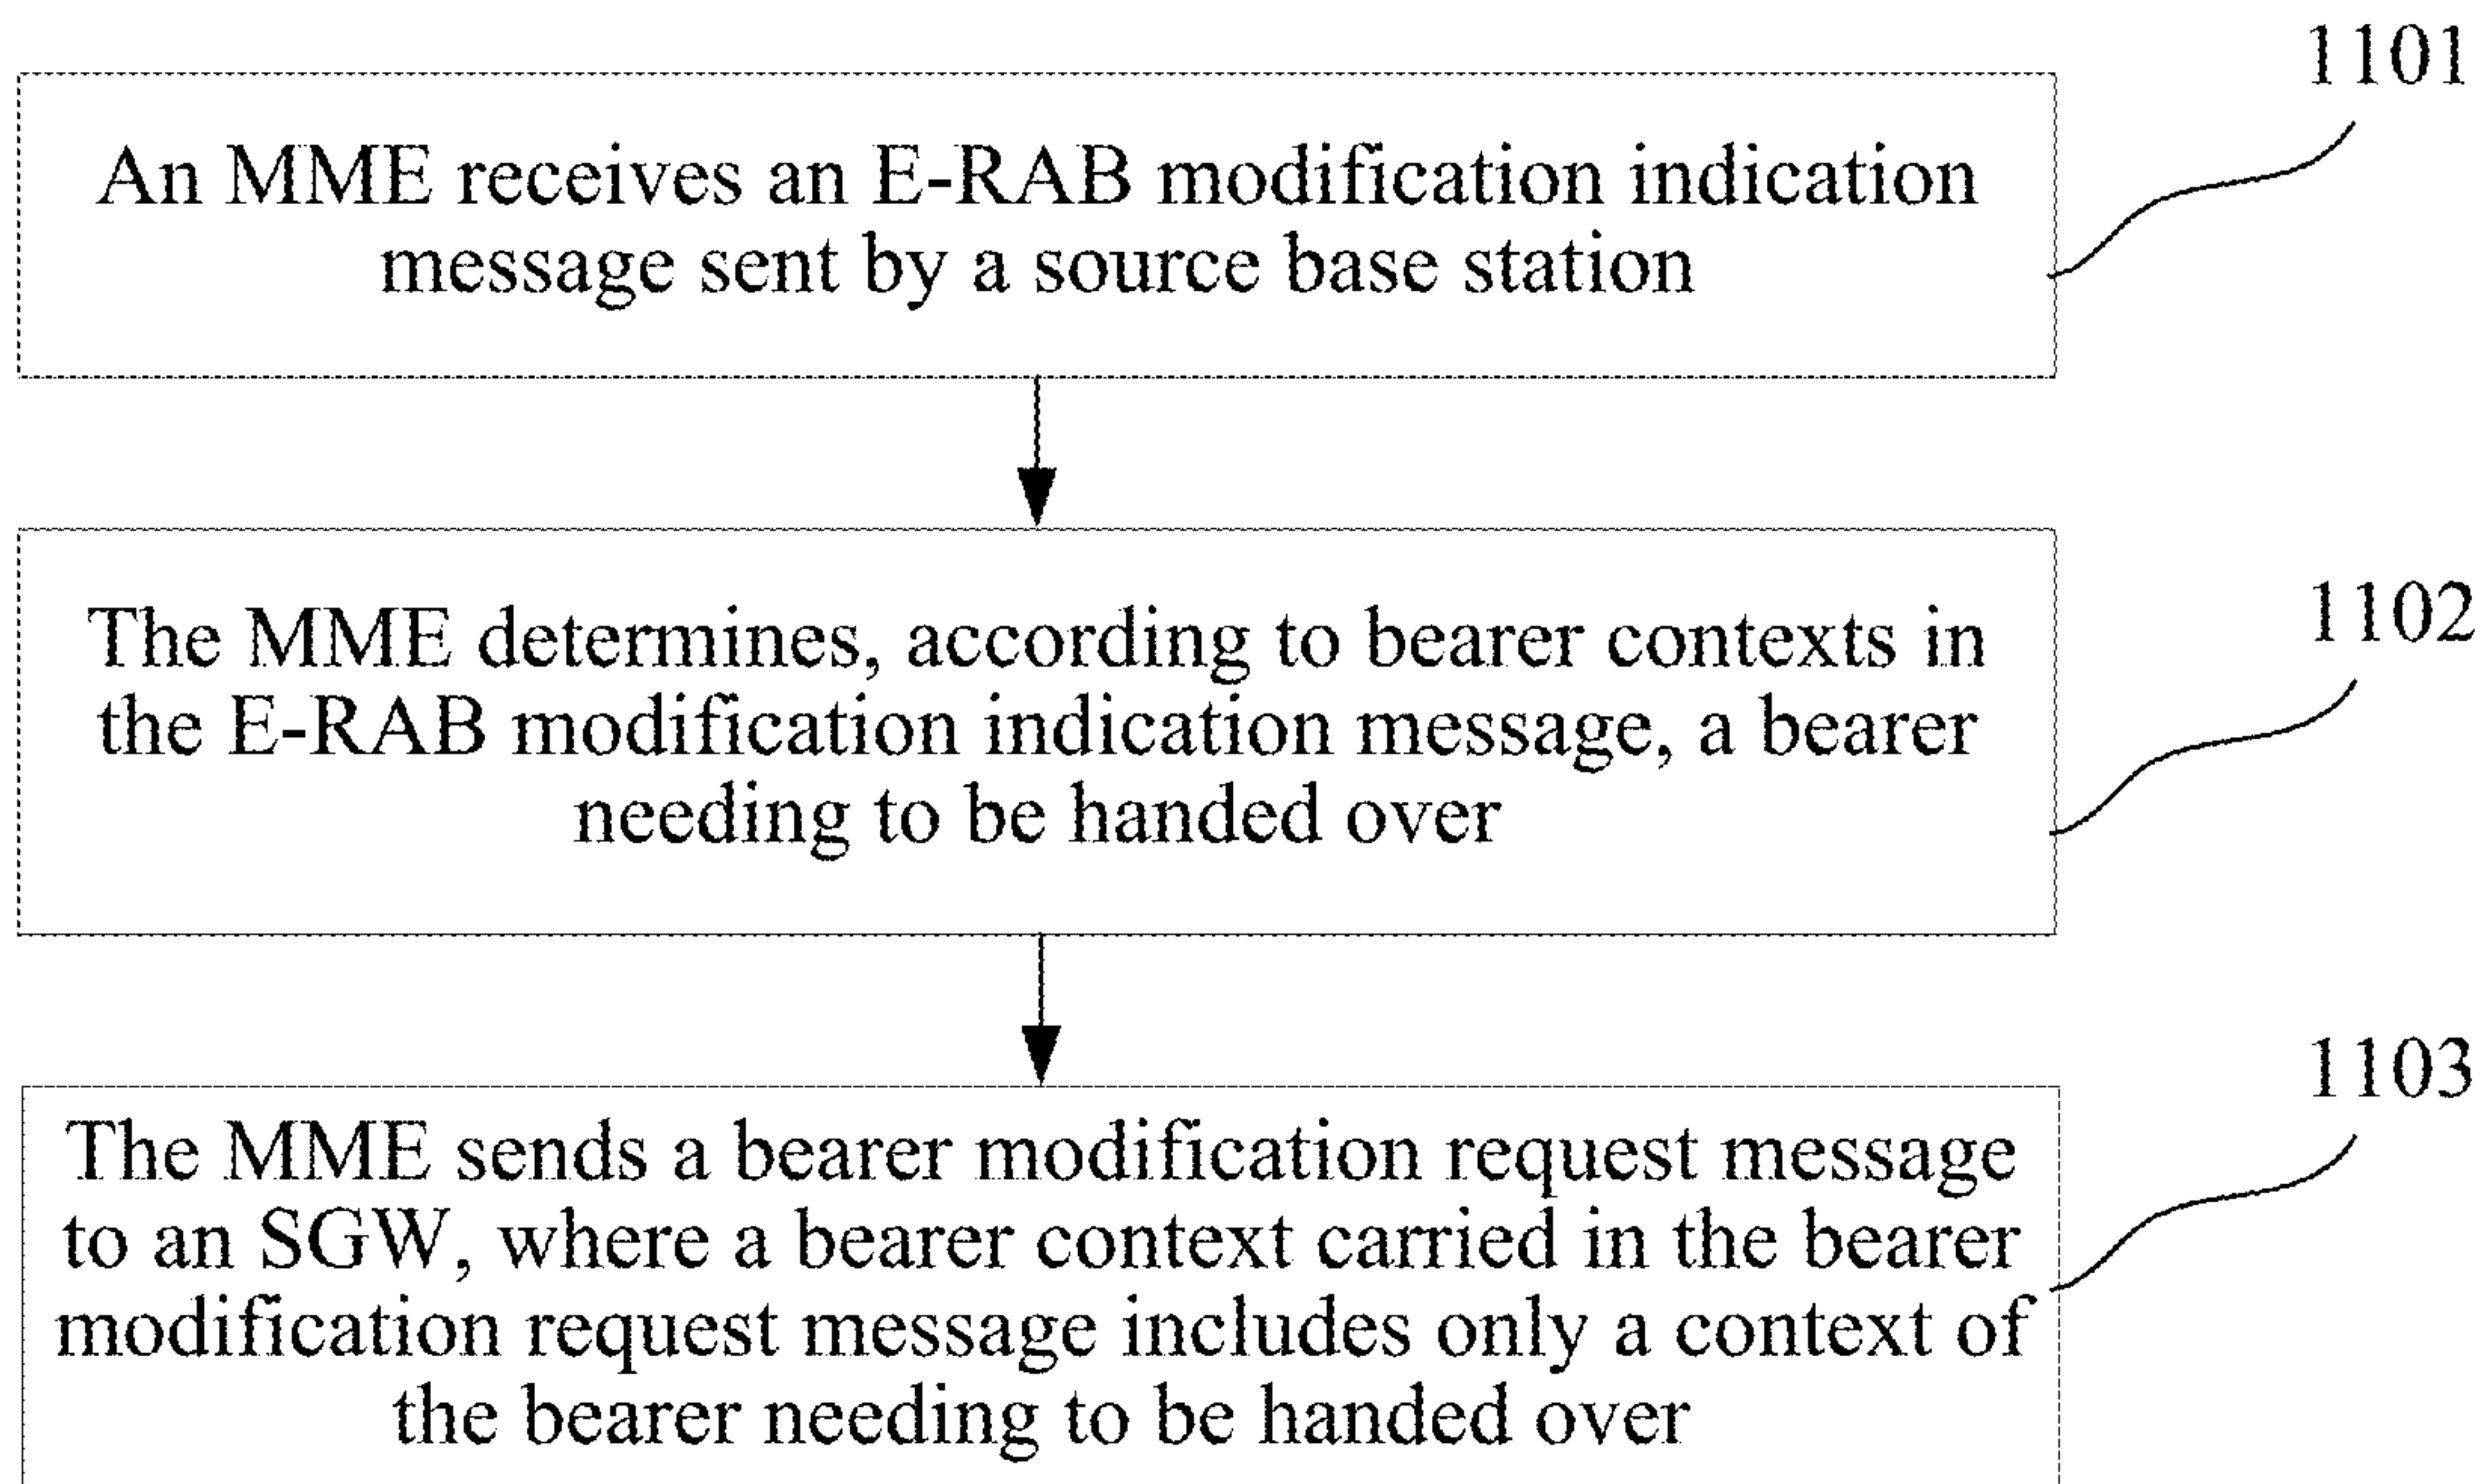 1101
An MME receives an E-RAB modification indication
message sent by a source base station
1102
The MME determines, according to bearer contexts in
the E-RAB modification indication message, a bearer
needing to be handed over
1103
The MME sends a bearer modification request message
to an SGW, where a bearer context carried in the bearer
modification request message includes only a context of
the bearer needing to be handed over